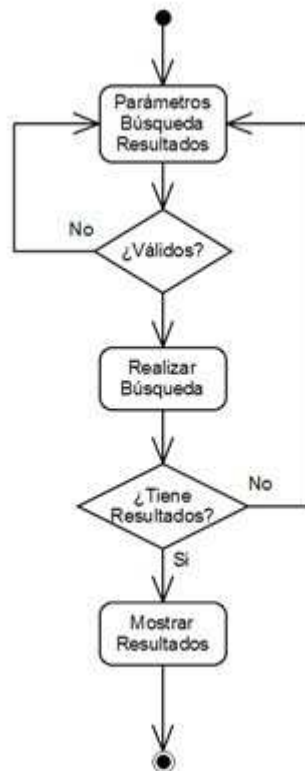 Parámetros
Búsqueda
Resultados
No
¿Válidos?
Realizar
Búsqueda
¿Tiene
Resultados?
No
Si
Mostrar
Resultados